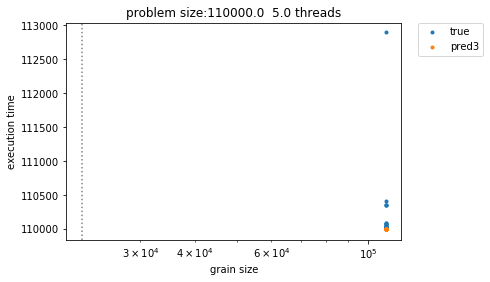 problem size:110000.0  5.0 threads
113000
112500
112000
111500
111000
110500
110000
execution time
3 × 10⁴
4 × 10⁴
6 × 10⁴
10⁵
grain size
true
pred3